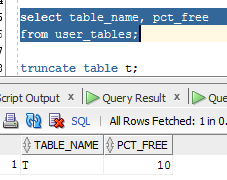 select table_name, pct_free
from user_tables;
truncate table t;
Script Output × Query Result × Query
SQL | All Rows Fetched: 1 in 0.
TABLE_NAME PCT_FREE
1 T 10